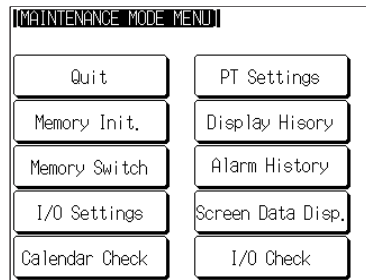 [MAINTENANCE MODE MENU]
Quit
PT Settings
Memory Init.
Display Hisory
Memory Switch
Alarm History
I/O Settings
Screen Data Disp.
Calendar Check
I/O Check